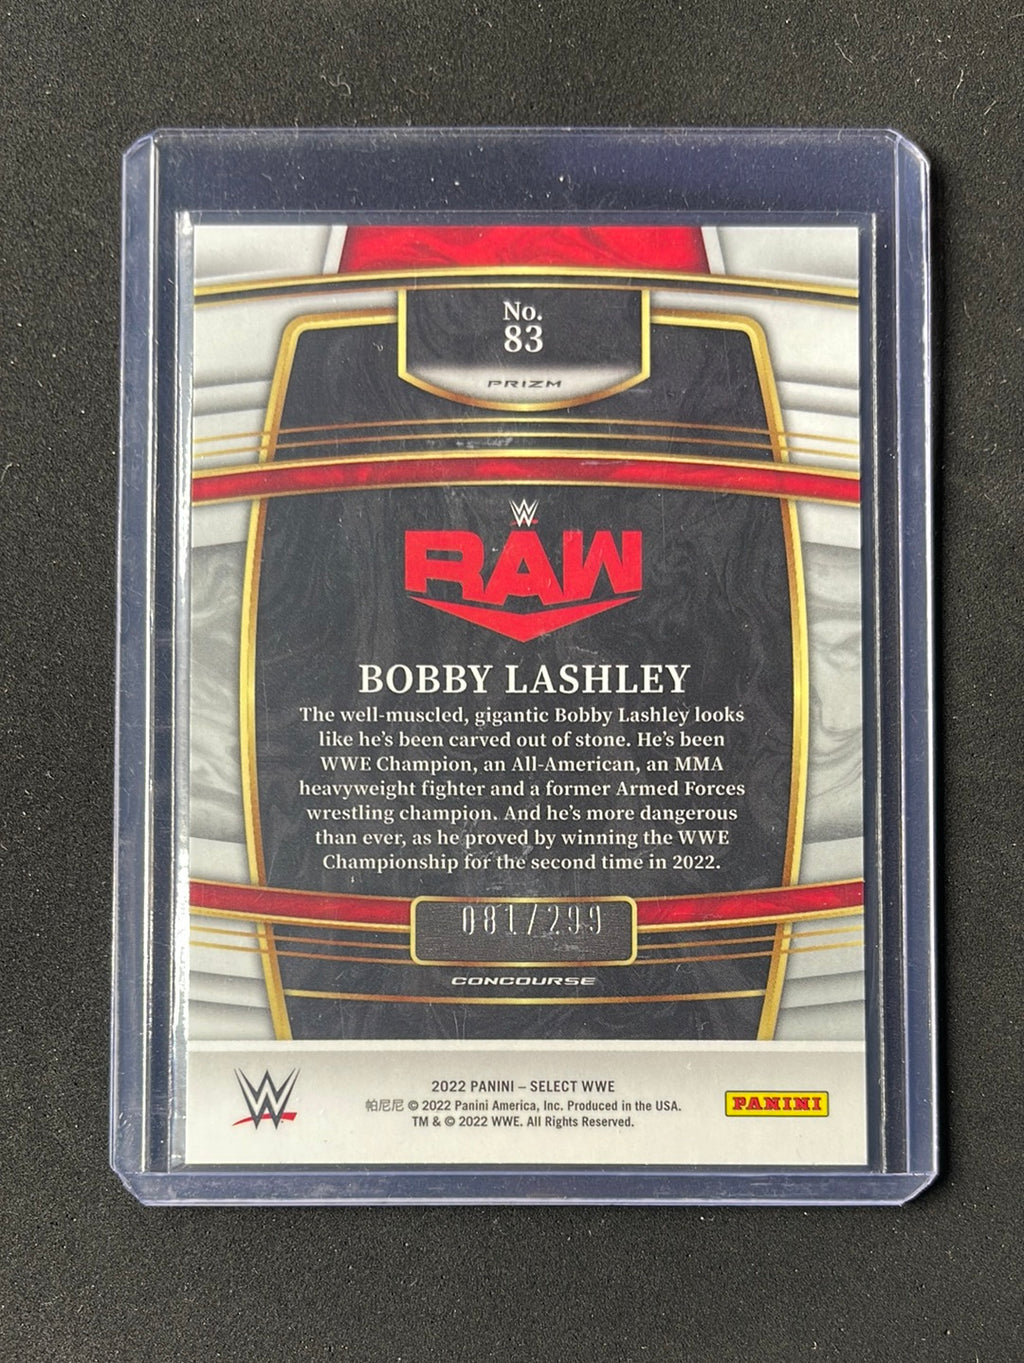 No.
83
PRIZM
W
RAW
BOBBY LASHLEY
The well-muscled, gigantic Bobby Lashley looks
like he's been carved out of stone. He's been
WWE Champion, an All-American, an MMA
heavyweight fighter and a former Armed Forces
wrestling champion. And he's more dangerous
than ever, as he proved by winning the WWE
Championship for the second time in 2022.
081/299
CONCOURSE
W
2022 PANINI – SELECT WWE
帕尼尼 © 2022 Panini America, Inc. Produced in the USA.
TM & © 2022 WWE. All Rights Reserved.
PANINI